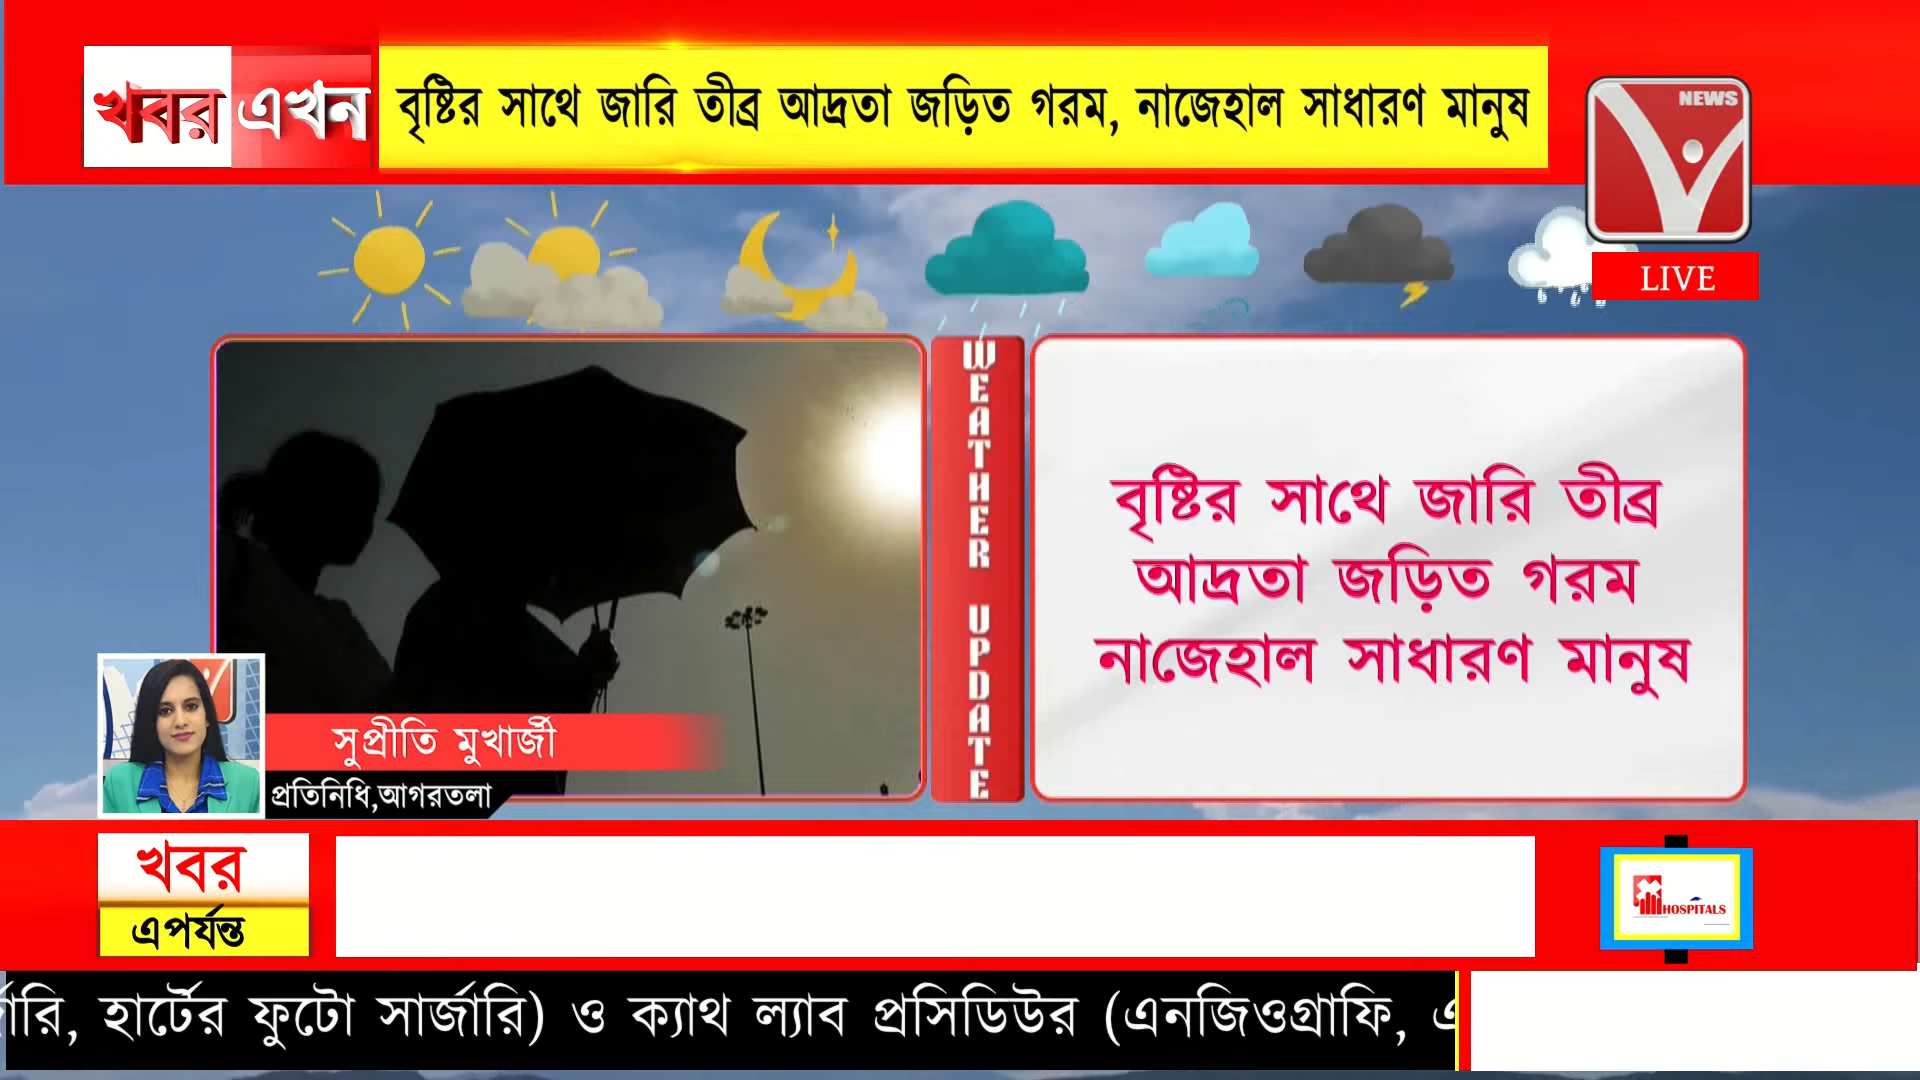 খবর এখন
বৃষ্টির সাথে জারি তীব্র আদ্রতা জড়িত গরম, নাজেহাল সাধারণ মানুষ
NEWS
LIVE
WEATHER UPDATE
বৃষ্টির সাথে জারি তীব্র
আদ্রতা জড়িত গরম
নাজেহাল সাধারণ মানুষ
সুপ্রীতি মুখার্জী
প্রতিনিধি,আগরতলা
খবর
এপর্যন্ত
HOSPITALS
হার্টের ফুটো সার্জারি) ও ক্যাথ ল্যাব প্রসিডিউর (এনজিওগ্রাফি,